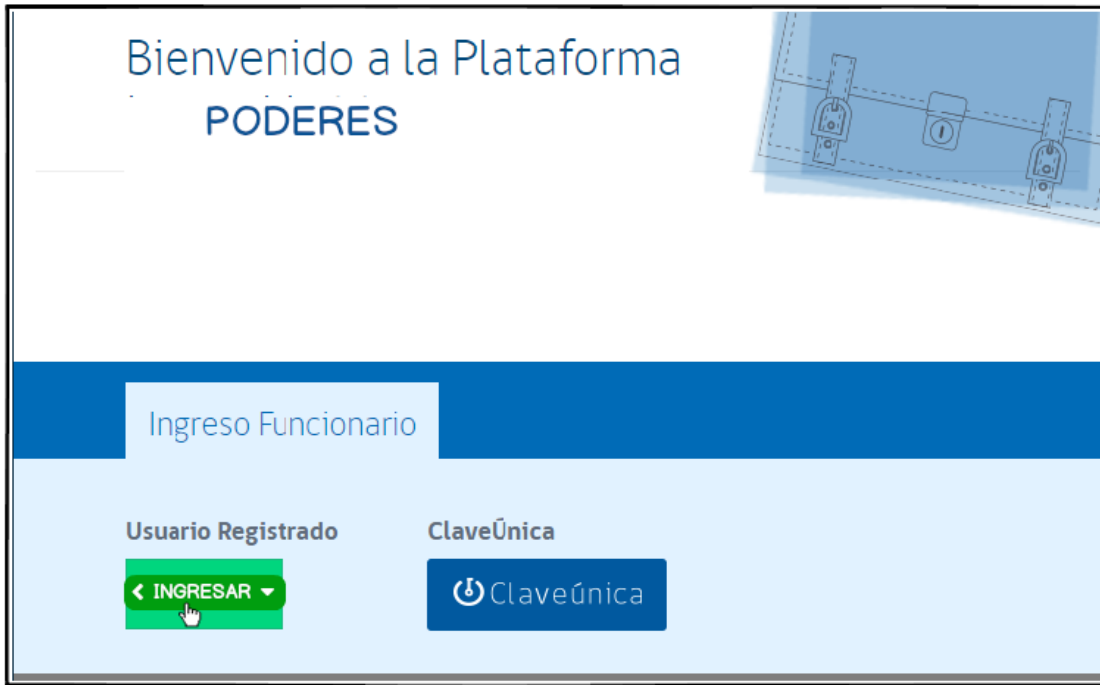 Bienvenido a la Plataforma
PODERES
Ingreso Funcionario
Usuario Registrado
ClaveÚnica
INGRESAR
Claveúnica